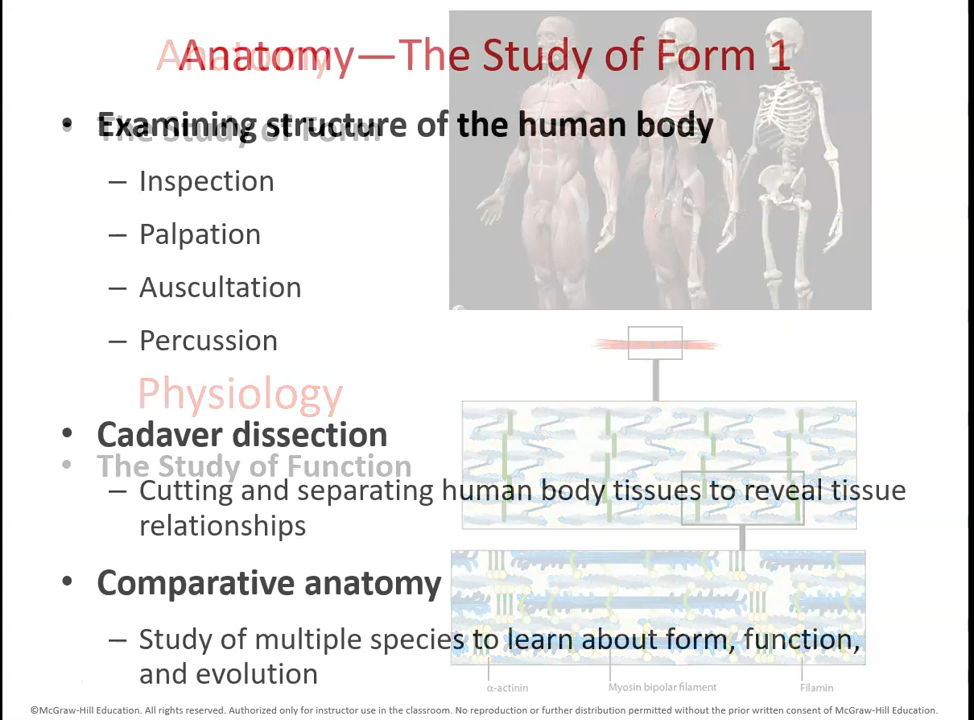 Anatomy
Anatomy—The Study of Form 1
• Examining structure of the human body
• The Study of Form
– Inspection
– Palpation
– Auscultation
– Percussion
Physiology
• Cadaver dissection
• The Study of Function
– Cutting and separating human body tissues to reveal tissue
relationships
• Comparative anatomy
– Study of multiple species to learn about form, function,
and evolution
α-actinin Myosin bipolar filament Filamin
©McGraw-Hill Education. All rights reserved. Authorized only for instructor use in the classroom. No reproduction or further distribution permitted without the prior written consent of McGraw-Hill Education.